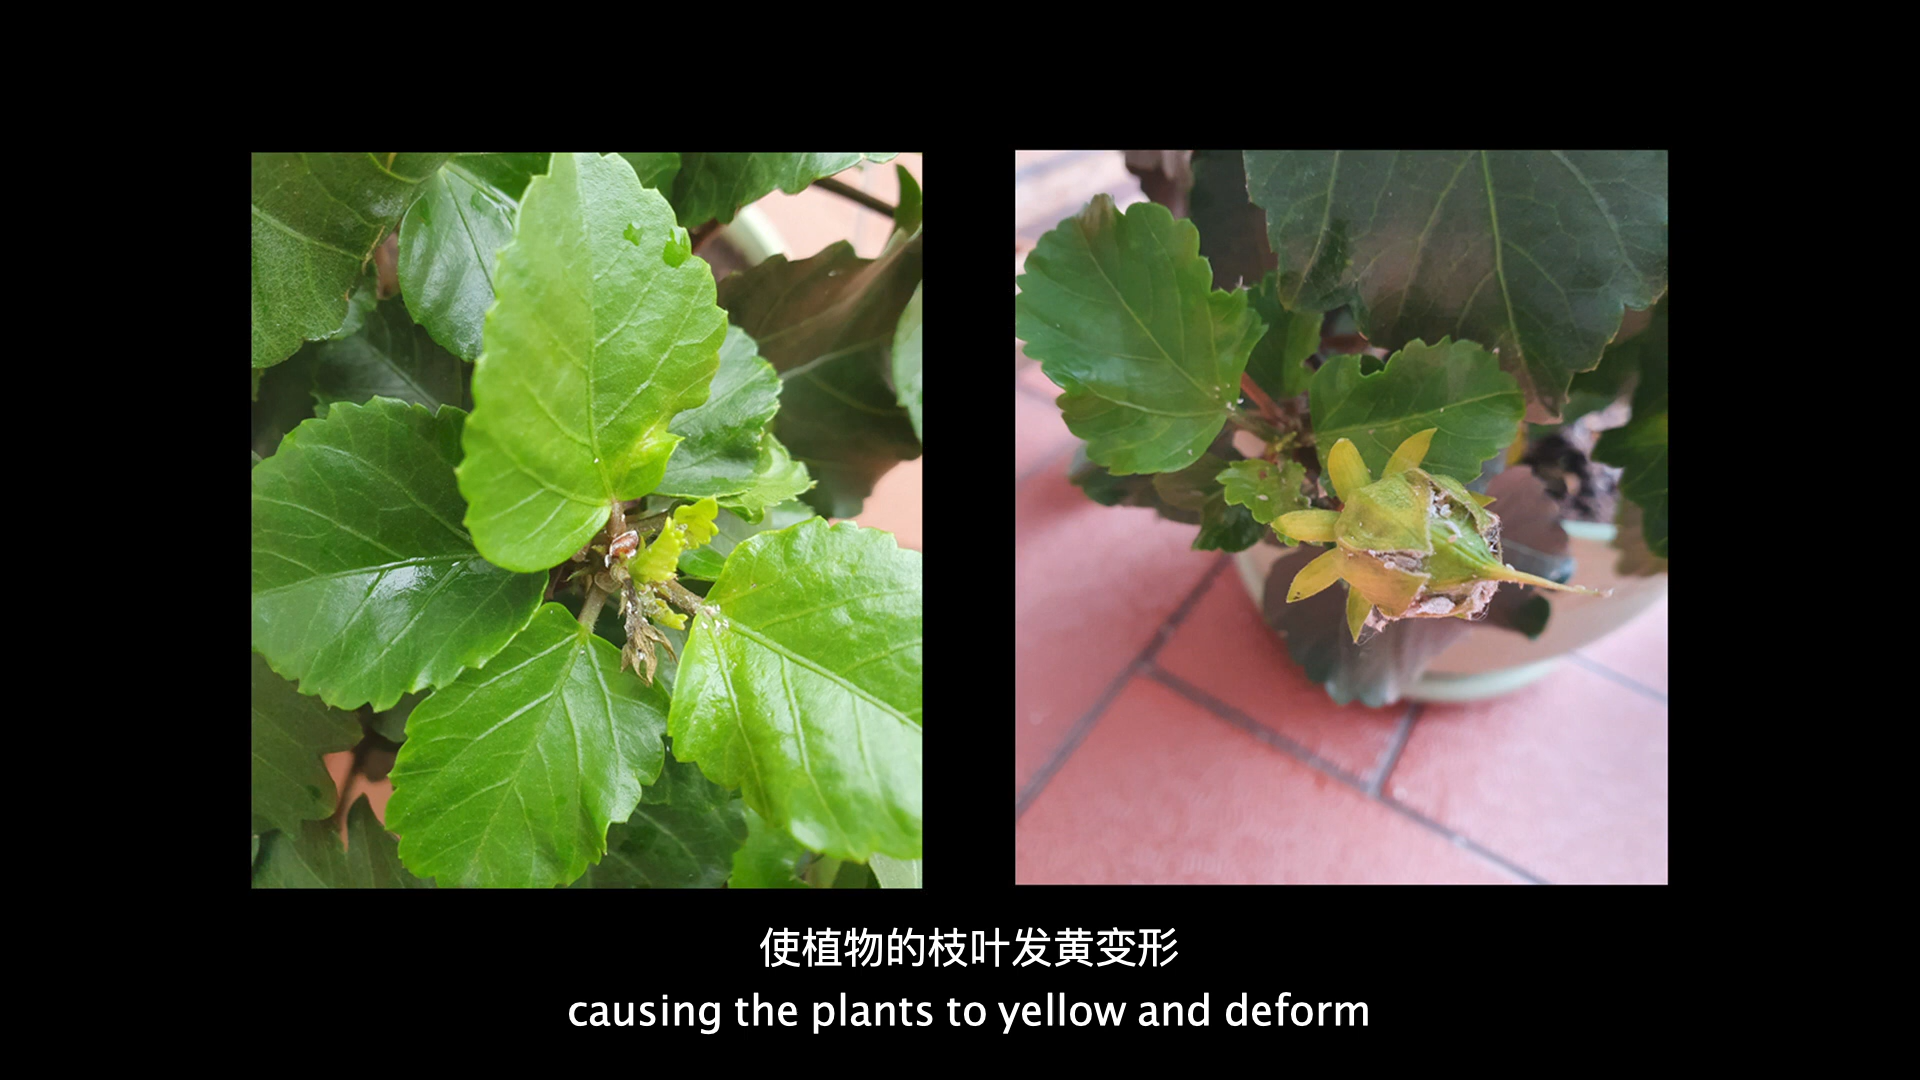 使植物的枝叶发黄变形
causing the plants to yellow and deform